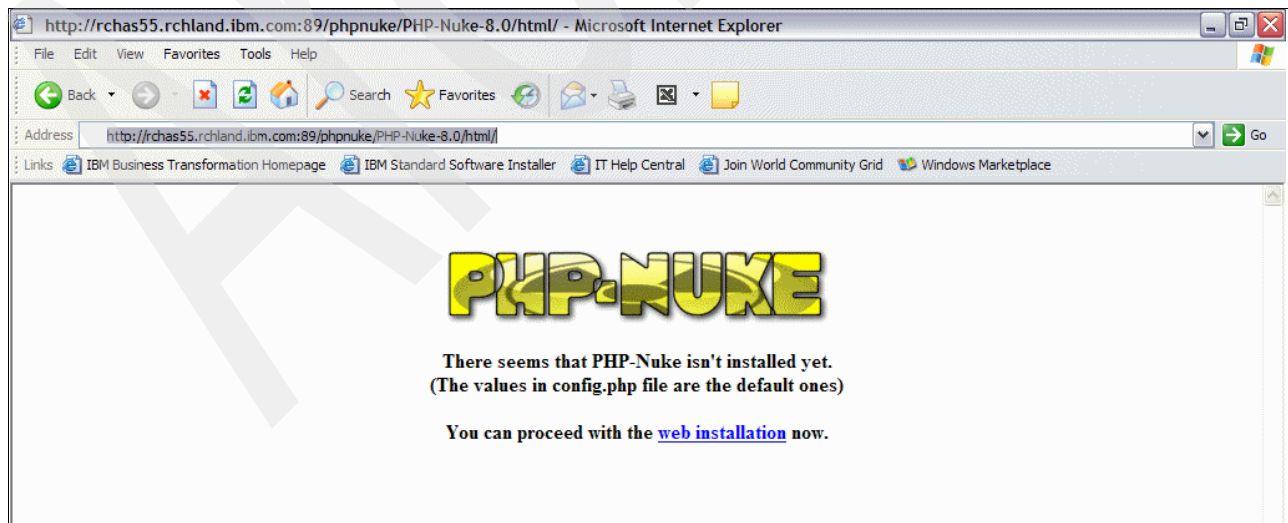 http://rchas55.rchland.ibm.com:89/phpnuke/PHP-Nuke-8.0/html/ - Microsoft Internet Explorer
File Edit View Favorites Tools Help
Back Search Favorites
Address http://rchas55.rchland.ibm.com:89/phpnuke/PHP-Nuke-8.0/html/ Go
Links IBM Business Transformation Homepage IBM Standard Software Installer IT Help Central Join World Community Grid Windows Marketplace
PHP-NUKE
There seems that PHP-Nuke isn't installed yet.
(The values in config.php file are the default ones)
You can proceed with the web installation now.